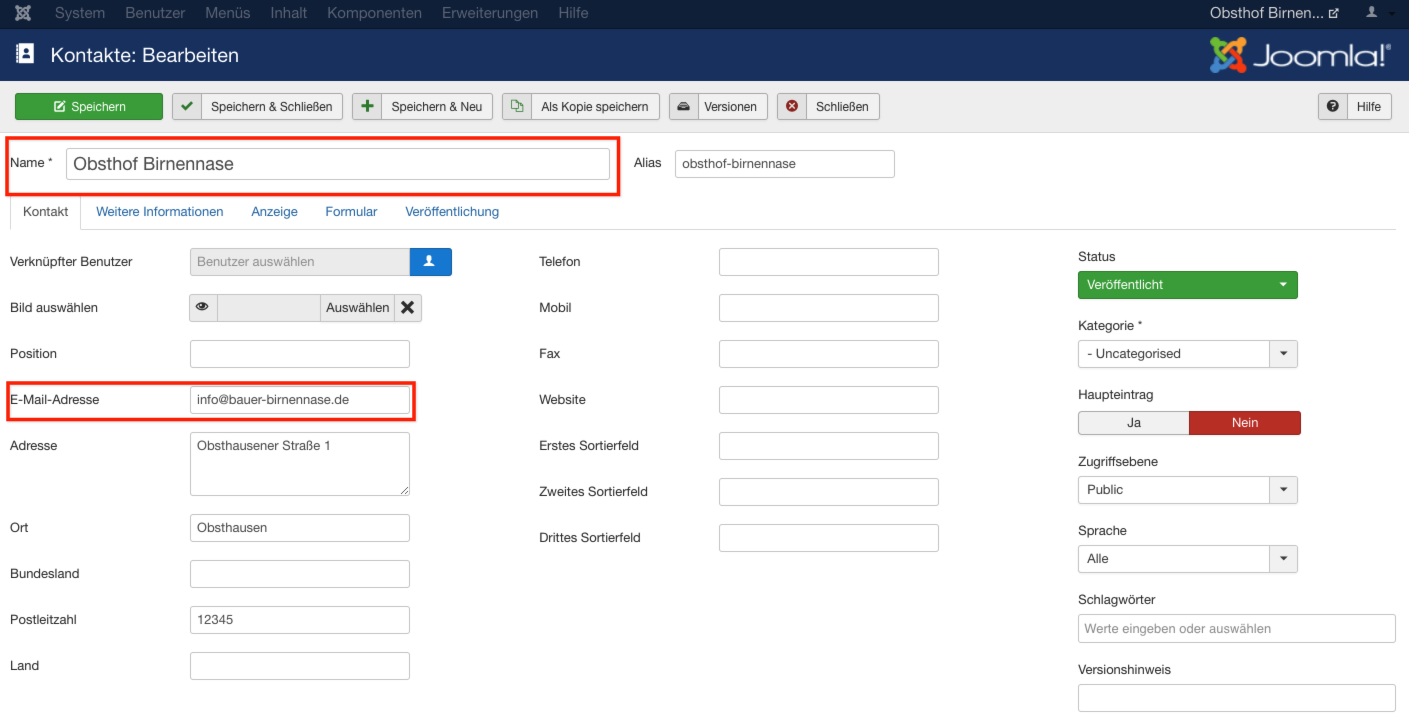 System Benutzer Menüs Inhalt Komponenten Erweiterungen Hilfe Obsthof Birnen...
Kontakte: Bearbeiten Joomla!®
Speichern Speichern & Schließen Speichern & Neu Als Kopie speichern Versionen Schließen Hilfe
Name * Obsthof Birnennase Alias obsthof-birnennase
Kontakt Weitere Informationen Anzeige Formular Veröffentlichung
Verknüpfter Benutzer Benutzer auswählen
Bild auswählen Auswählen
Position
E-Mail-Adresse info@bauer-birnennase.de
Adresse Obsthausener Straße 1
Ort Obsthausen
Bundesland
Postleitzahl 12345
Land
Telefon
Mobil
Fax
Website
Erstes Sortierfeld
Zweites Sortierfeld
Drittes Sortierfeld
Status
Veröffentlicht
Kategorie *
- Uncategorised
Haupteintrag
Ja Nein
Zugriffsebene
Public
Sprache
Alle
Schlagwörter
Werte eingeben oder auswählen
Versionshinweis